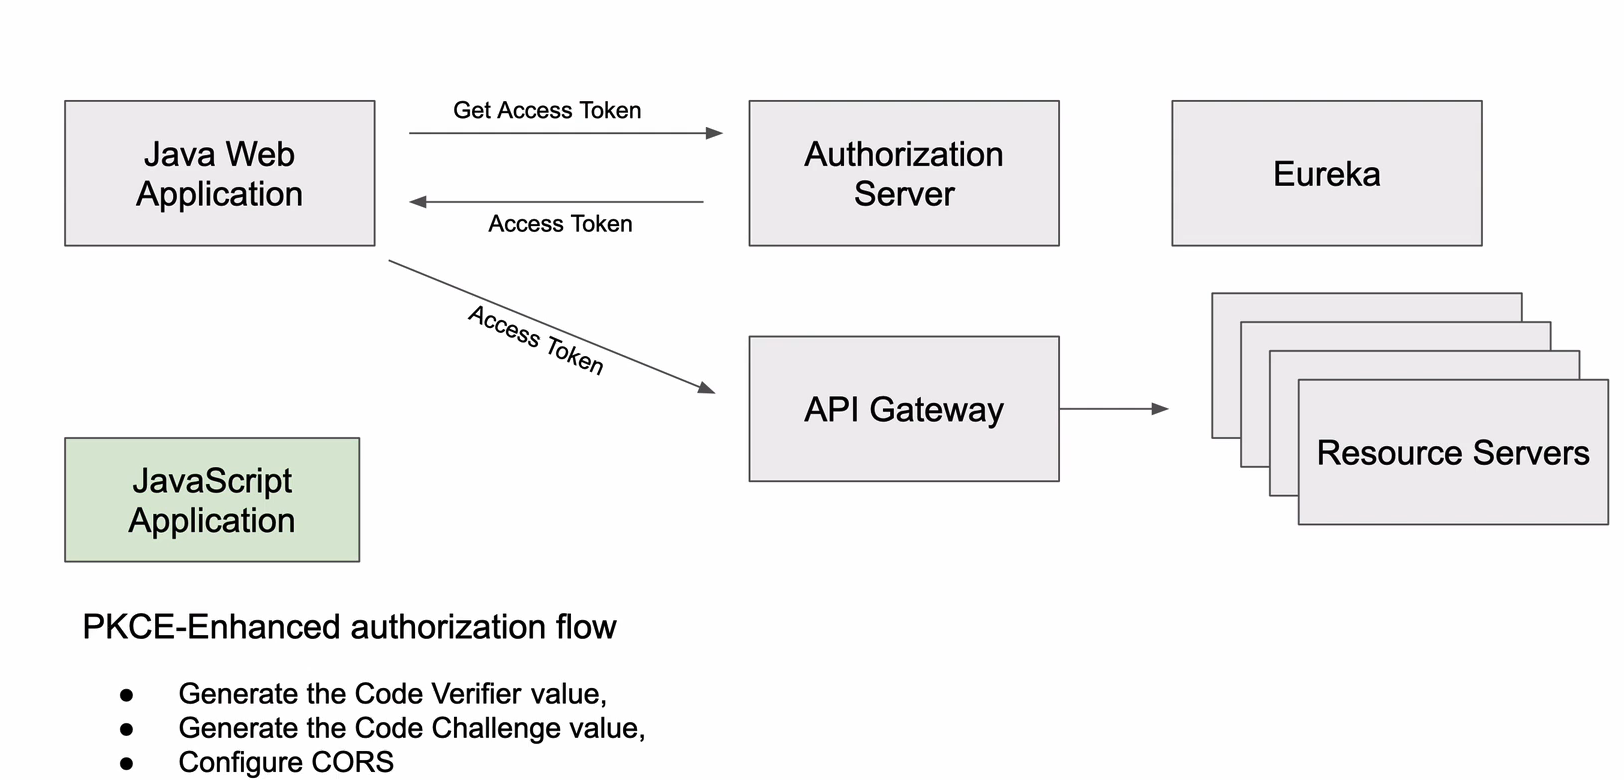 Get Access Token
Java Web
Application
Authorization
Server
Eureka
Access Token
Access Token
API Gateway
Resource Servers
JavaScript
Application
PKCE-Enhanced authorization flow
● Generate the Code Verifier value,
● Generate the Code Challenge value,
● Configure CORS